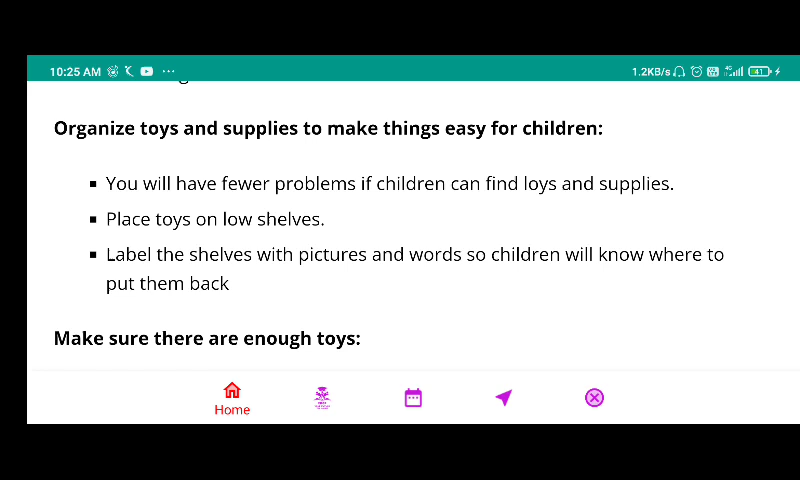 10:25 AM
1.2KB/s
4G
41
Organize toys and supplies to make things easy for children:
You will have fewer problems if children can find loys and supplies.
Place toys on low shelves.
Label the shelves with pictures and words so children will know where to
put them back
Make sure there are enough toys:
Home